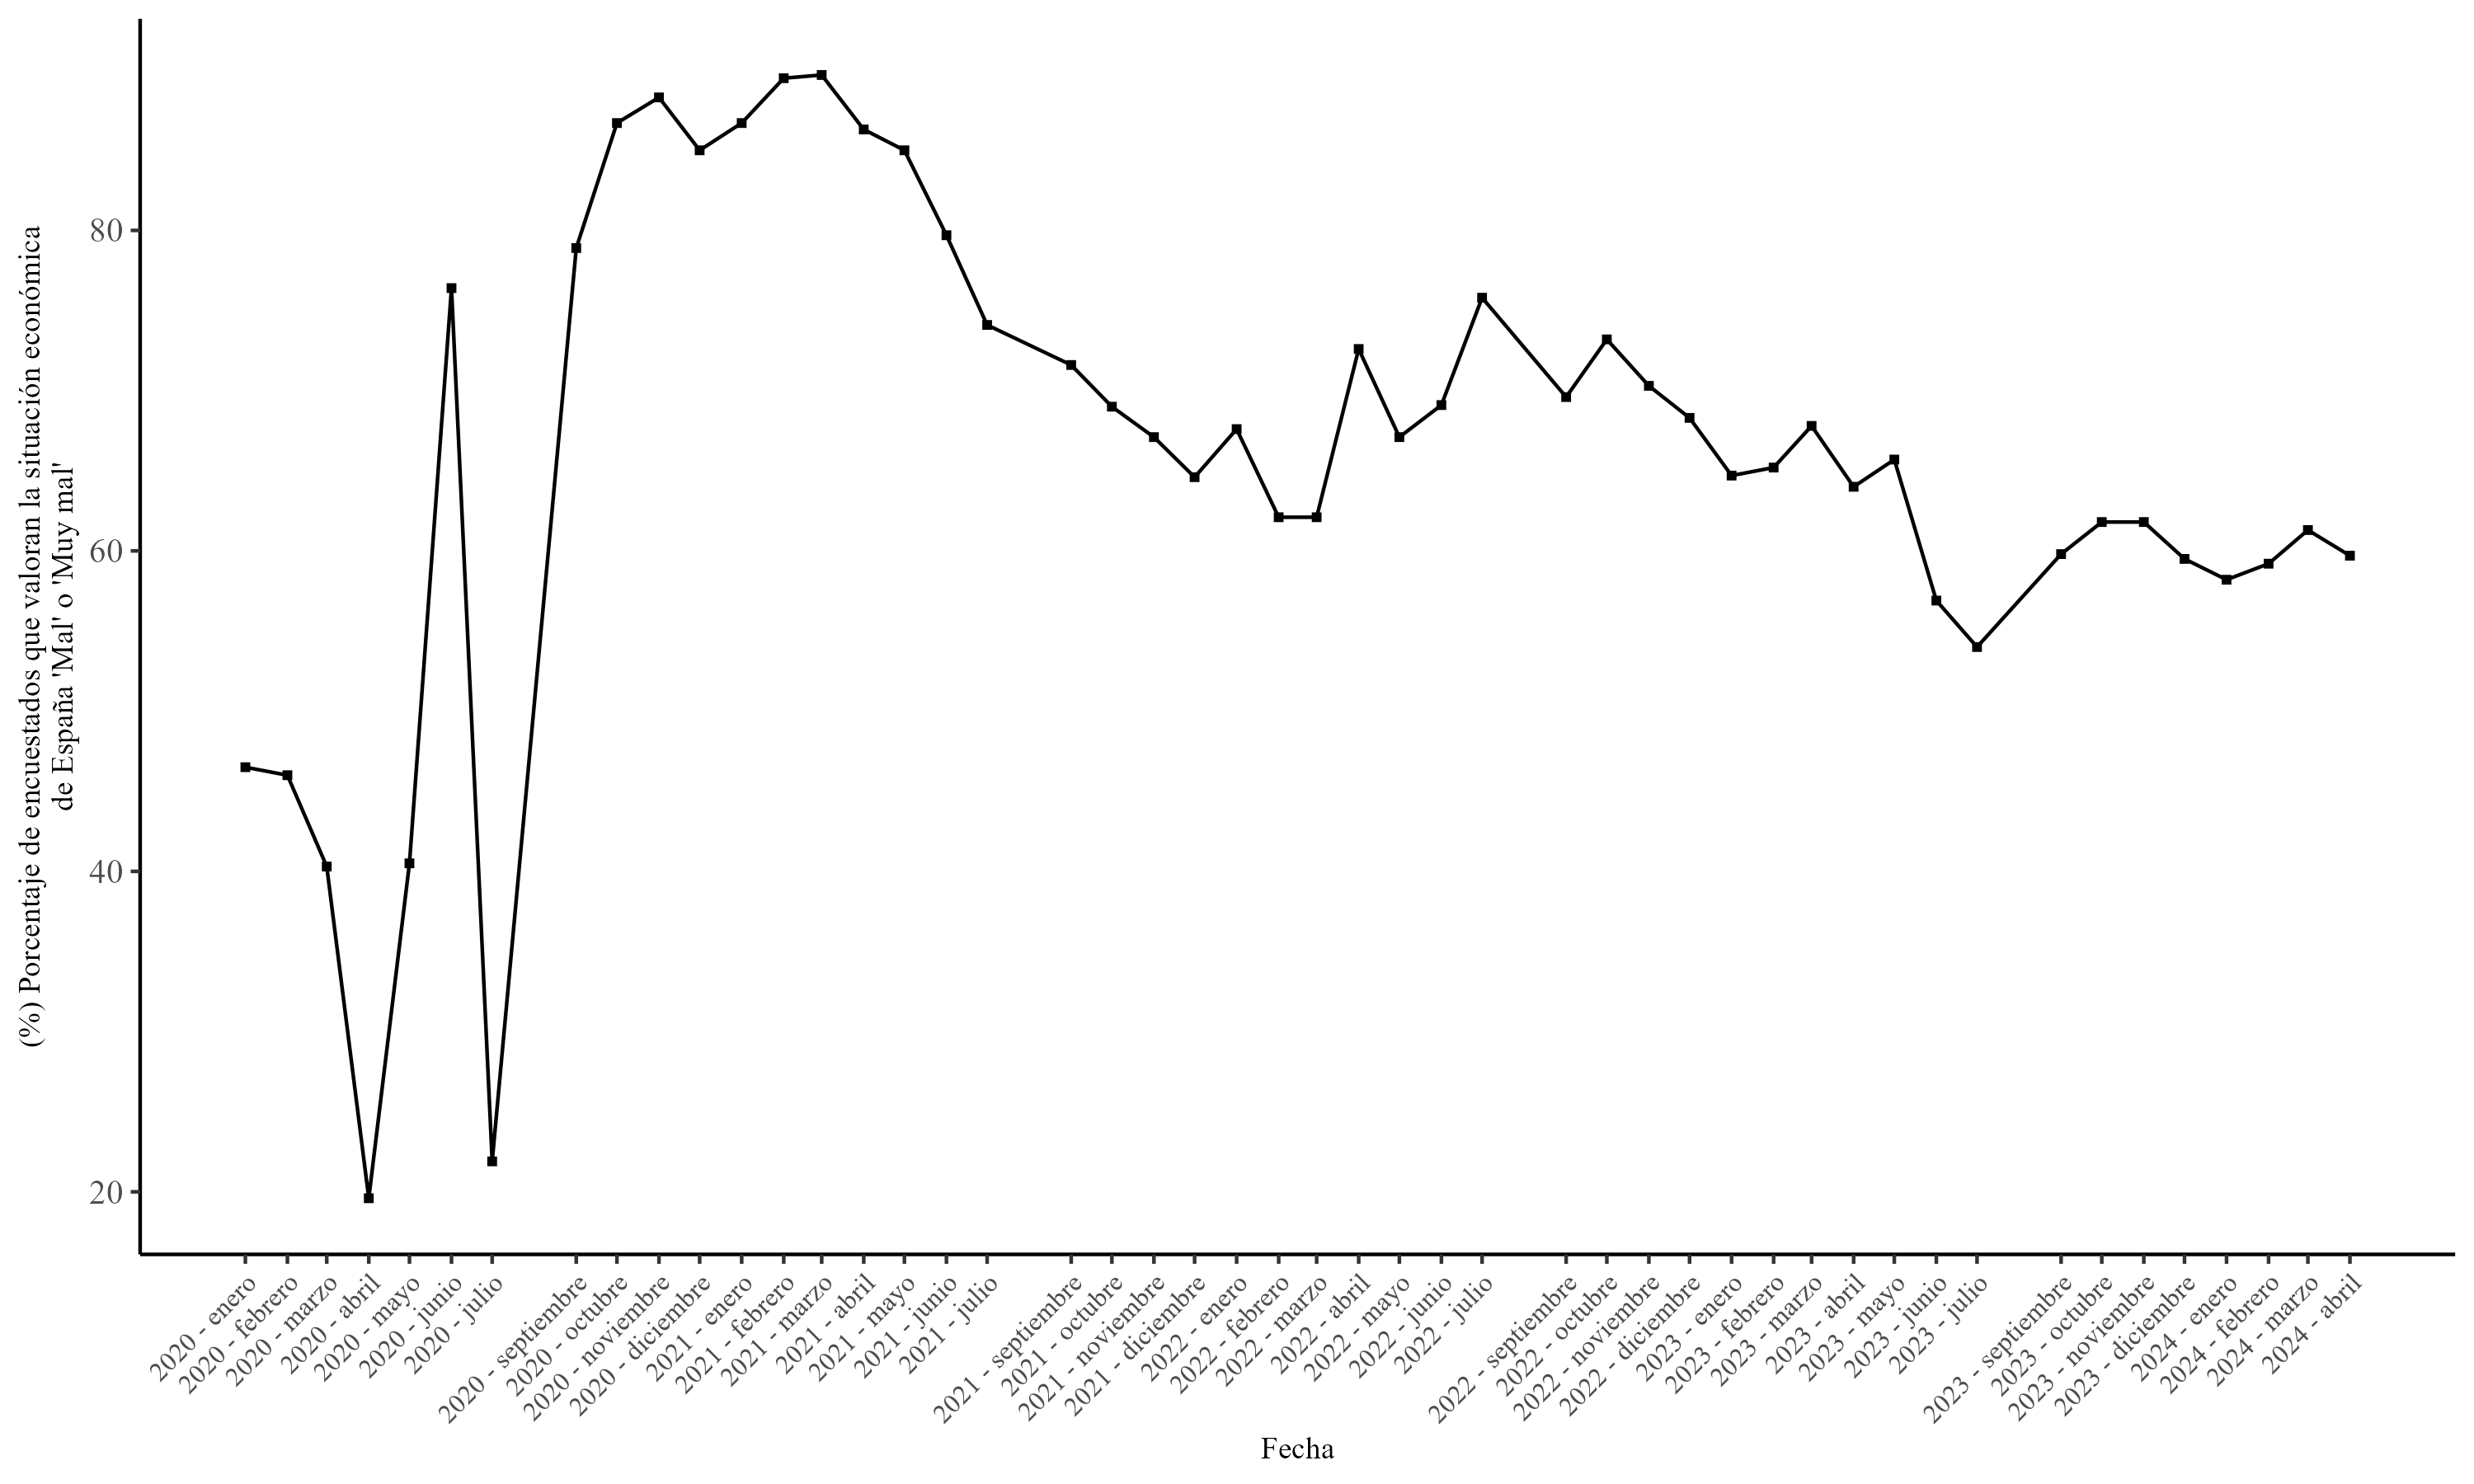 (%) Porcentaje de encuestados que valoran la situación económica
de España 'Mal' o 'Muy mal'
80
60
40
20
2020 - enero
2020 - febrero
2020 - marzo
2020 - abril
2020 - mayo
2020 - junio
2020 - julio
2020 - septiembre
2020 - octubre
2020 - noviembre
2020 - diciembre
2021 - enero
2021 - febrero
2021 - marzo
2021 - abril
2021 - mayo
2021 - junio
2021 - julio
2021 - septiembre
2021 - octubre
2021 - noviembre
2021 - diciembre
2022 - enero
2022 - febrero
2022 - marzo
2022 - abril
2022 - mayo
2022 - junio
2022 - julio
2022 - septiembre
2022 - octubre
2022 - noviembre
2022 - diciembre
2023 - enero
2023 - febrero
2023 - marzo
2023 - abril
2023 - mayo
2023 - junio
2023 - julio
2023 - septiembre
2023 - octubre
2023 - noviembre
2023 - diciembre
2024 - enero
2024 - febrero
2024 - marzo
2024 - abril
Fecha